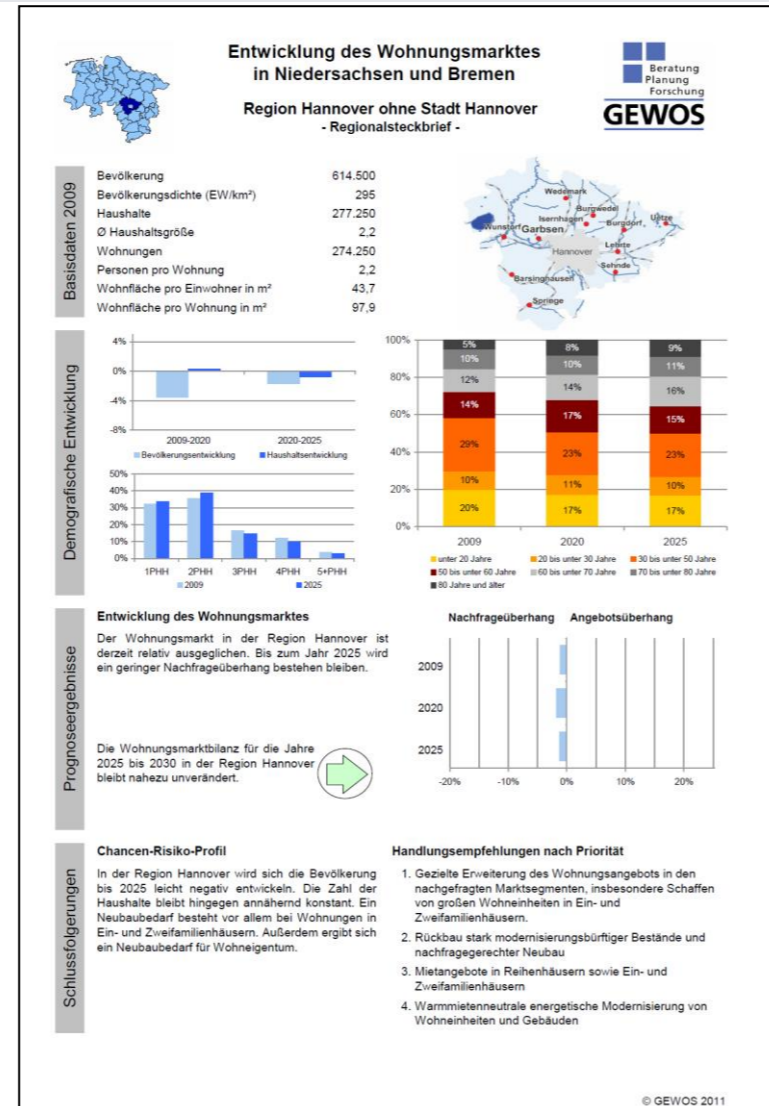 Entwicklung des Wohnungsmarktes
in Niedersachsen und Bremen
Region Hannover ohne Stadt Hannover
- Regionalsteckbrief -
Beratung
Planung
Forschung
GEWOS
Basisdaten 2009
Bevölkerung 614.500
Bevölkerungsdichte (EW/km²) 295
Haushalte 277.250
Ø Haushaltsgröße 2,2
Wohnungen 274.250
Personen pro Wohnung 2,2
Wohnfläche pro Einwohner in m² 43,7
Wohnfläche pro Wohnung in m² 97,9
Wedemark
Burgwedel
Isernhagen
Uetze
Burgdorf
Wunstorf
Garbsen
Lehrte
Hannover
Sehnde
Barsinghausen
Springe
Demografische Entwicklung
4%
0%
-4%
-8%
2009-2020 2020-2025
Bevölkerungsentwicklung Haushaltsentwicklung
50%
40%
30%
20%
10%
0%
1PHH 2PHH 3PHH 4PHH 5+PHH
2009 2025
100%
80%
60%
40%
20%
0%
5% 8% 9%
10% 10% 11%
12% 14% 16%
14% 17% 15%
29% 23% 23%
10% 11% 10%
20% 17% 17%
2009 2020 2025
unter 20 Jahre 20 bis unter 30 Jahre 30 bis unter 50 Jahre
50 bis unter 60 Jahre 60 bis unter 70 Jahre 70 bis unter 80 Jahre
80 Jahre und älter
Prognoseergebnisse
Entwicklung des Wohnungsmarktes
Der Wohnungsmarkt in der Region Hannover ist
derzeit relativ ausgeglichen. Bis zum Jahr 2025 wird
ein geringer Nachfrageüberhang bestehen bleiben.
Die Wohnungsmarktbilanz für die Jahre
2025 bis 2030 in der Region Hannover
bleibt nahezu unverändert.
Nachfrageüberhang Angebotsüberhang
2009
2020
2025
-20% -10% 0% 10% 20%
Schlussfolgerungen
Chancen-Risiko-Profil
In der Region Hannover wird sich die Bevölkerung
bis 2025 leicht negativ entwickeln. Die Zahl der
Haushalte bleibt hingegen annähernd konstant. Ein
Neubaubedarf besteht vor allem bei Wohnungen in
Ein- und Zweifamilienhäusern. Außerdem ergibt sich
ein Neubaubedarf für Wohneigentum.
Handlungsempfehlungen nach Priorität
1. Gezielte Erweiterung des Wohnungsangebots in den
nachgefragten Marktsegmenten, insbesondere Schaffen
von großen Wohneinheiten in Ein- und
Zweifamilienhäusern.
2. Rückbau stark modernisierungsbürftiger Bestände und
nachfragegerechter Neubau
3. Mietangebote in Reihenhäusern sowie Ein- und
Zweifamilienhäusern
4. Warmmietenneutrale energetische Modernisierung von
Wohneinheiten und Gebäuden
© GEWOS 2011